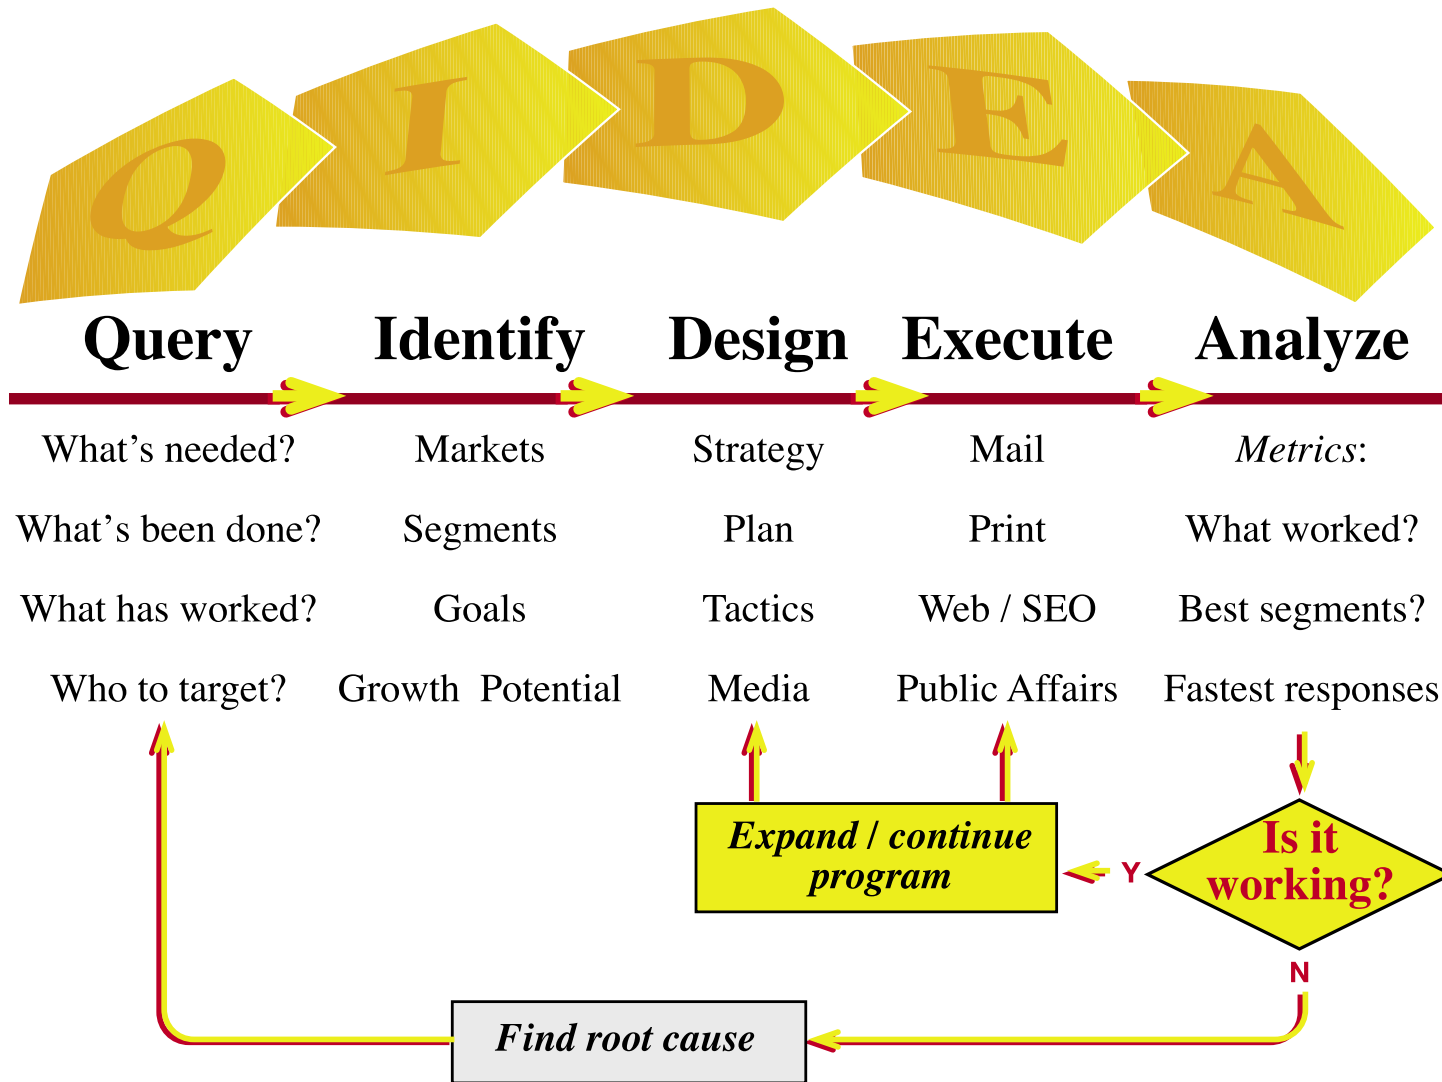 Q I D E A
Query Identify Design Execute Analyze
What’s needed? Markets Strategy Mail Metrics:
What’s been done? Segments Plan Print What worked?
What has worked? Goals Tactics Web / SEO Best segments?
Who to target? Growth Potential Media Public Affairs Fastest responses
Expand / continue
program
Y
Is it
working?
N
Find root cause